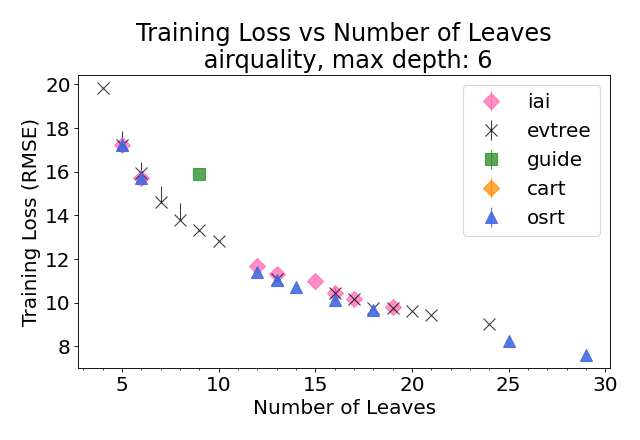 Training Loss vs Number of Leaves
airquality, max depth: 6
Training Loss (RMSE)
20
18
16
14
12
10
8
iai
evtree
guide
cart
osrt
5
10
15
20
25
30
Number of Leaves